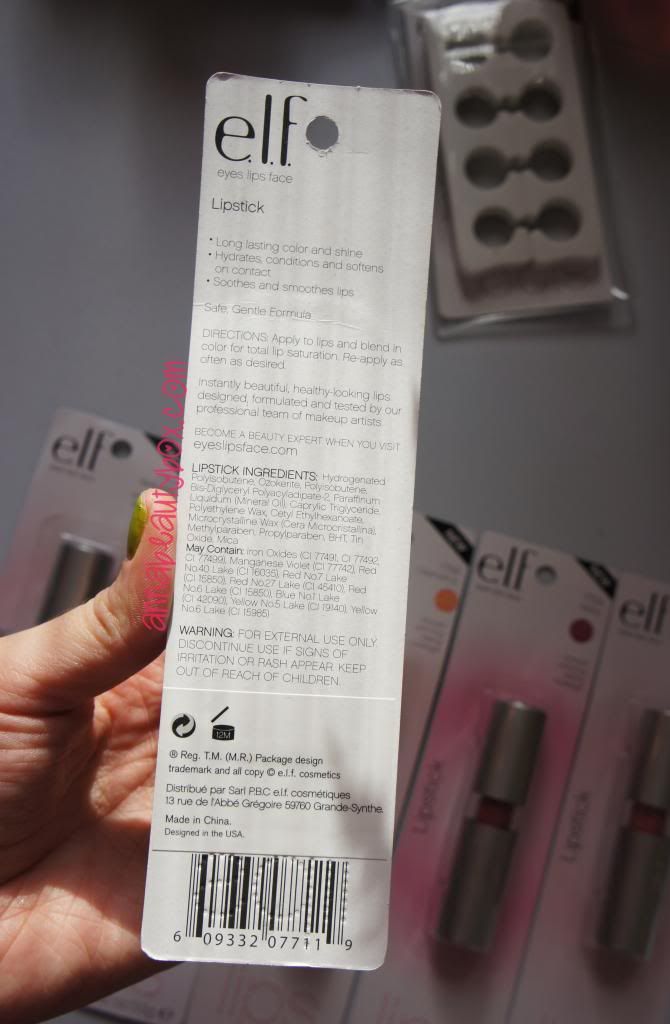 e.l.f.
eyes lips face
Lipstick
• Long lasting color and shine
• Hydrates, conditions and softens
on contact
• Soothes and smoothes lips
Safe, Gentle Formula
DIRECTIONS: Apply to lips and blend in
color for total lip saturation. Re-apply as
often as desired.
Instantly beautiful, healthy-looking lips
designed, formulated and tested by our
professional team of makeup artists
BECOME A BEAUTY EXPERT WHEN YOU VISIT
eyeslipsface.com
LIPSTICK INGREDIENTS: Hydrogenated
Polyisobutene, Ozokerite, Polyisobutene,
Bis-Diglyceryl Polyacyladipate-2, Paraffinum
Liquidum (Mineral Oil), Caprylic Triglyceride,
Polyethylene Wax, Cetyl Ethylhexanoate,
Microcrystalline Wax (Cera Microcristallina),
Methylparaben, Propylparaben, BHT, Tin
Oxide, Mica
May Contain: Iron Oxides (CI 77491, CI 77492,
CI 77499), Manganese Violet (CI 77742), Red
No.40 Lake (CI 16035), Red No.7 Lake
(CI 15850), Red No.27 Lake (CI 45410), Red
No.6 Lake (CI 15850), Blue No.1 Lake
(CI 42090), Yellow No.5 Lake (CI 19140), Yellow
No.6 Lake (CI 15985)
WARNING: FOR EXTERNAL USE ONLY.
DISCONTINUE USE IF SIGNS OF
IRRITATION OR RASH APPEAR. KEEP
OUT OF REACH OF CHILDREN.
12M
® Reg. T.M. (M.R.) Package design
trademark and all copy © e.l.f. cosmetics
Distribué par Sarl P.B.C e.l.f. cosmétiques
13 rue de l'Abbé Grégoire 59760 Grande-Synthe.
Made in China.
Designed in the USA.
6 09332 07711 9
annabeautybox.com
elf
elf
elf
NEW
Lipstick
Lipstick